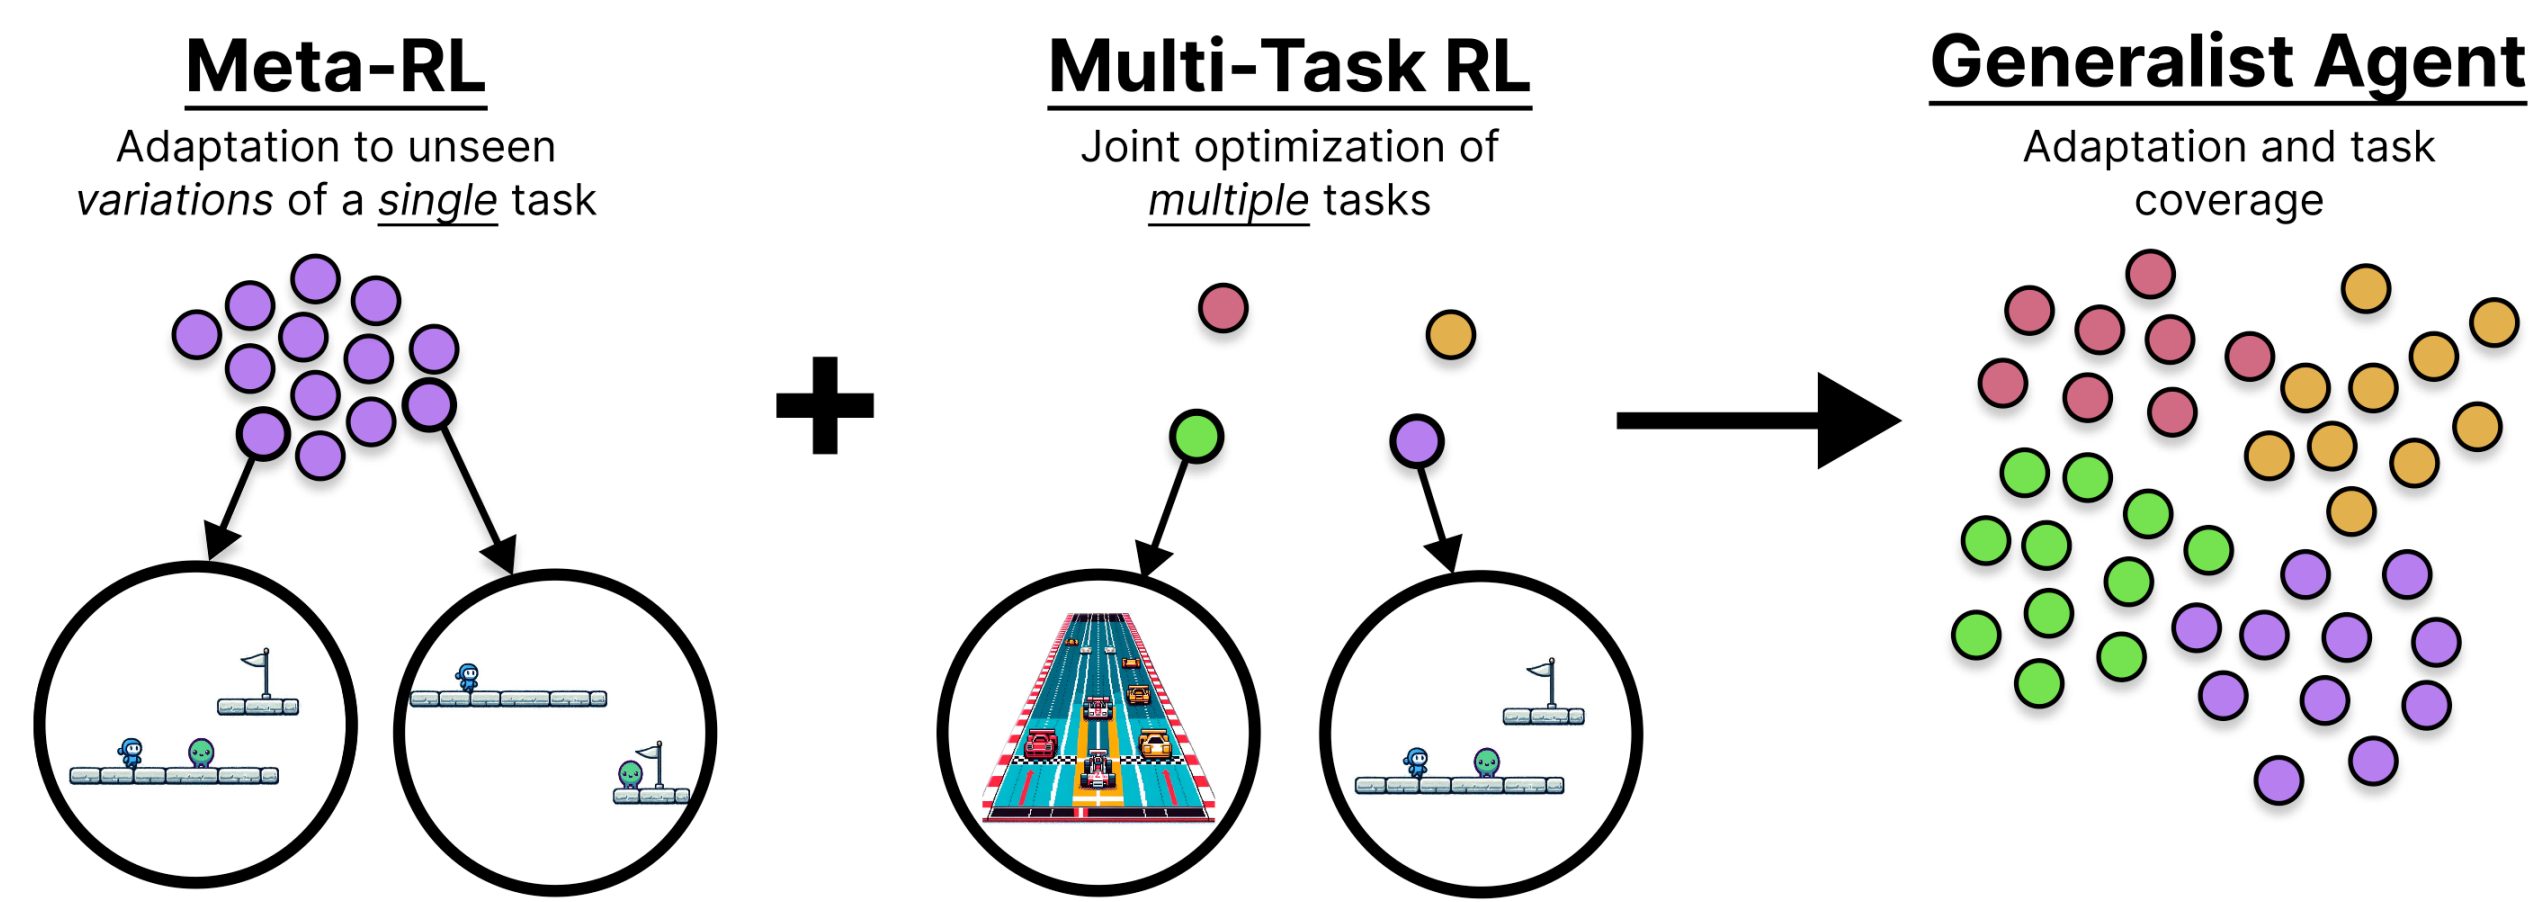 Meta-RL
Adaptation to unseen
variations of a single task
Multi-Task RL
Joint optimization of
multiple tasks
Generalist Agent
Adaptation and task
coverage